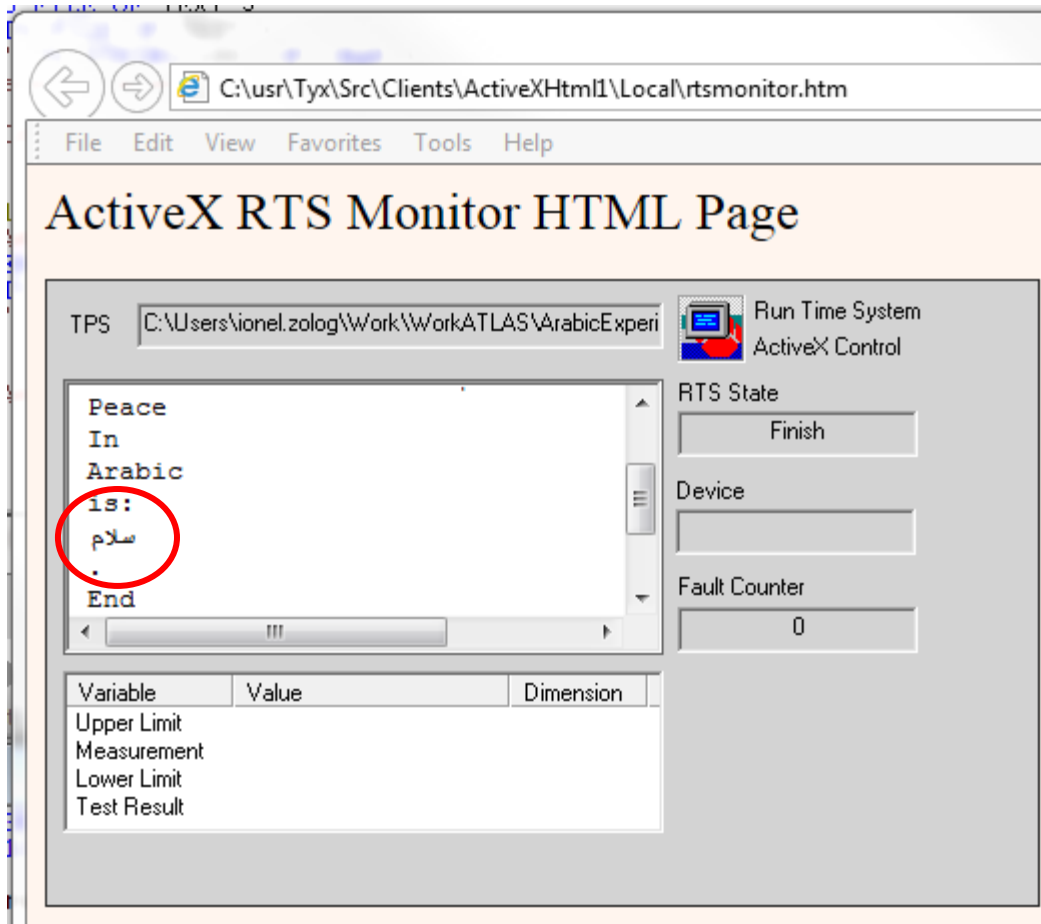 C:\usr\Tyx\Src\Clients\ActiveXHtml1\Local\rtsmonitor.htm
File Edit View Favorites Tools Help
ActiveX RTS Monitor HTML Page
TPS C:\Users\ionel.zolog\Work\WorkATLAS\ArabicExperi
Run Time System
ActiveX Control
Peace
In
Arabic
is:
سلام
.
End
RTS State
Finish
Device
Fault Counter
0
Variable Value Dimension
Upper Limit
Measurement
Lower Limit
Test Result